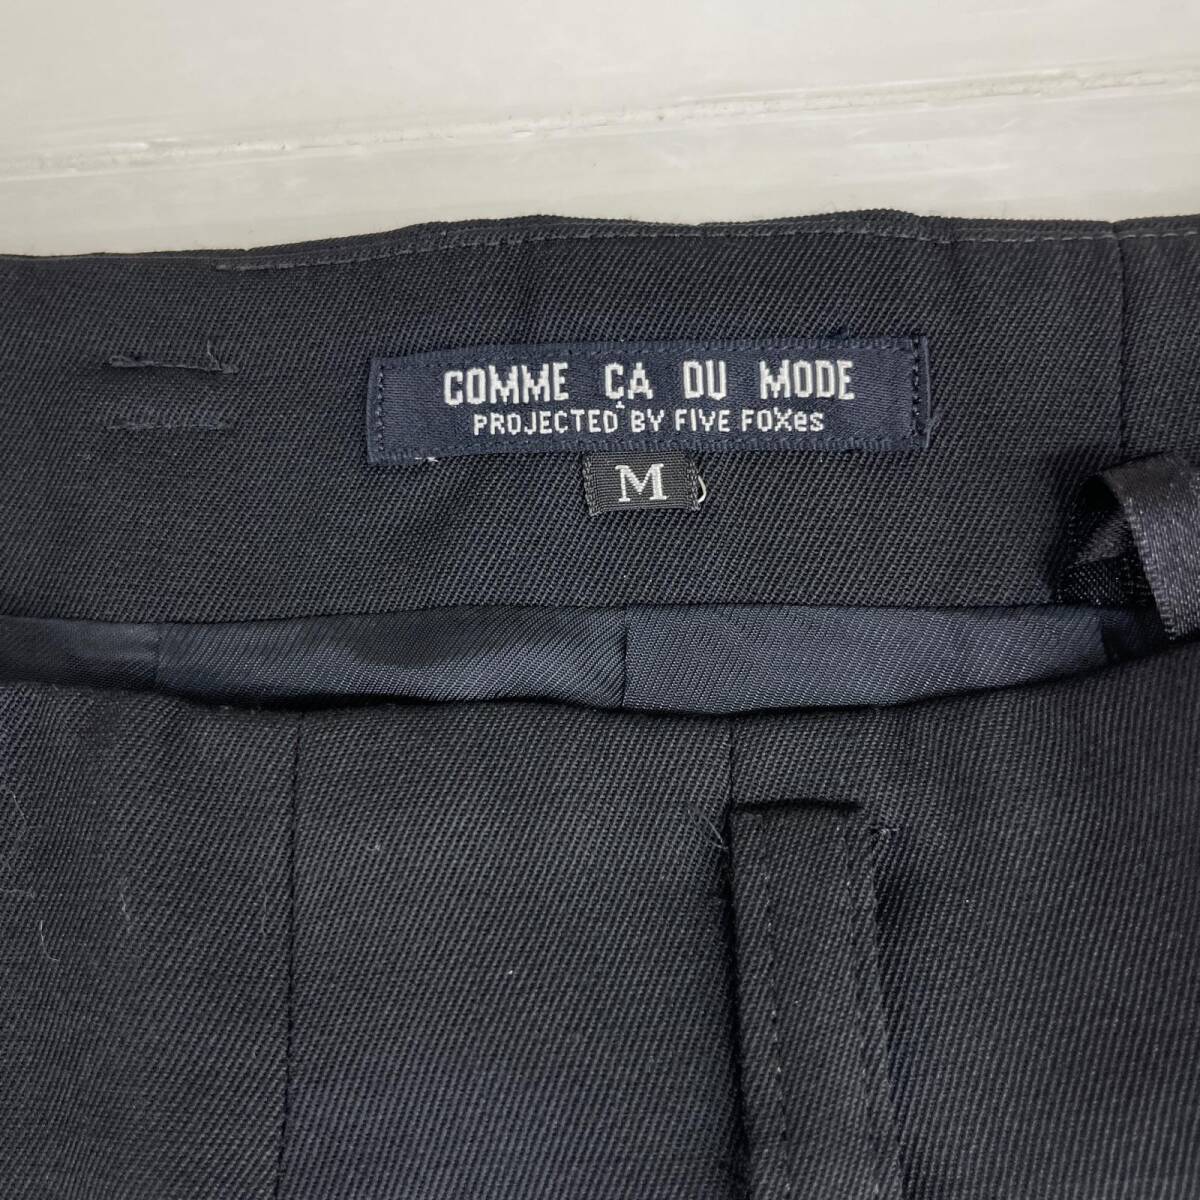 COMME ÇA DU MODE
PROJECTED BY FIVE FOXes
M